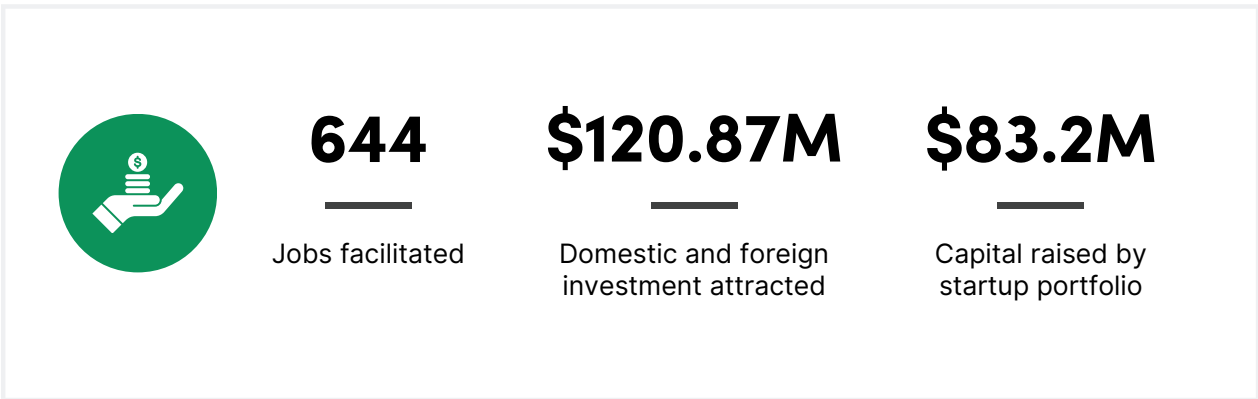 $
644
Jobs facilitated
$120.87M
Domestic and foreign
investment attracted
$83.2M
Capital raised by
startup portfolio